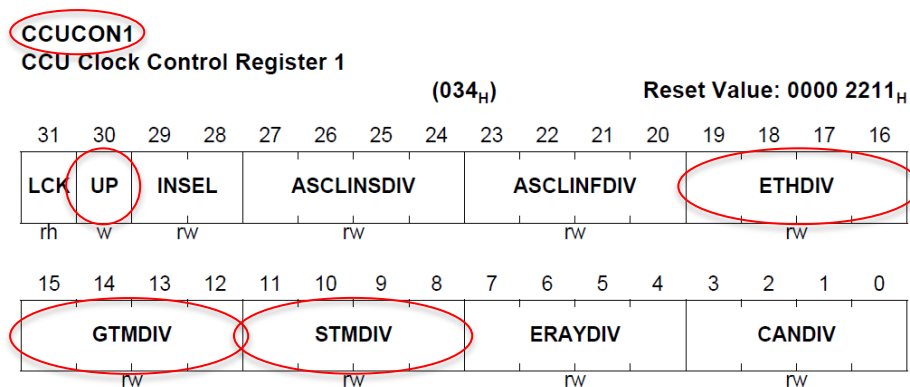 CCUCON1
CCU Clock Control Register 1
(034H) Reset Value: 0000 2211H
31 30 29 28 27 26 25 24 23 22 21 20 19 18 17 16
LCK UP INSEL ASCLINSDIV ASCLINFDIV ETHDIV
rh w rw rw rw rw
15 14 13 12 11 10 9 8 7 6 5 4 3 2 1 0
GTMDIV STMDIV ERAYDIV CANDIV
rw rw rw rw